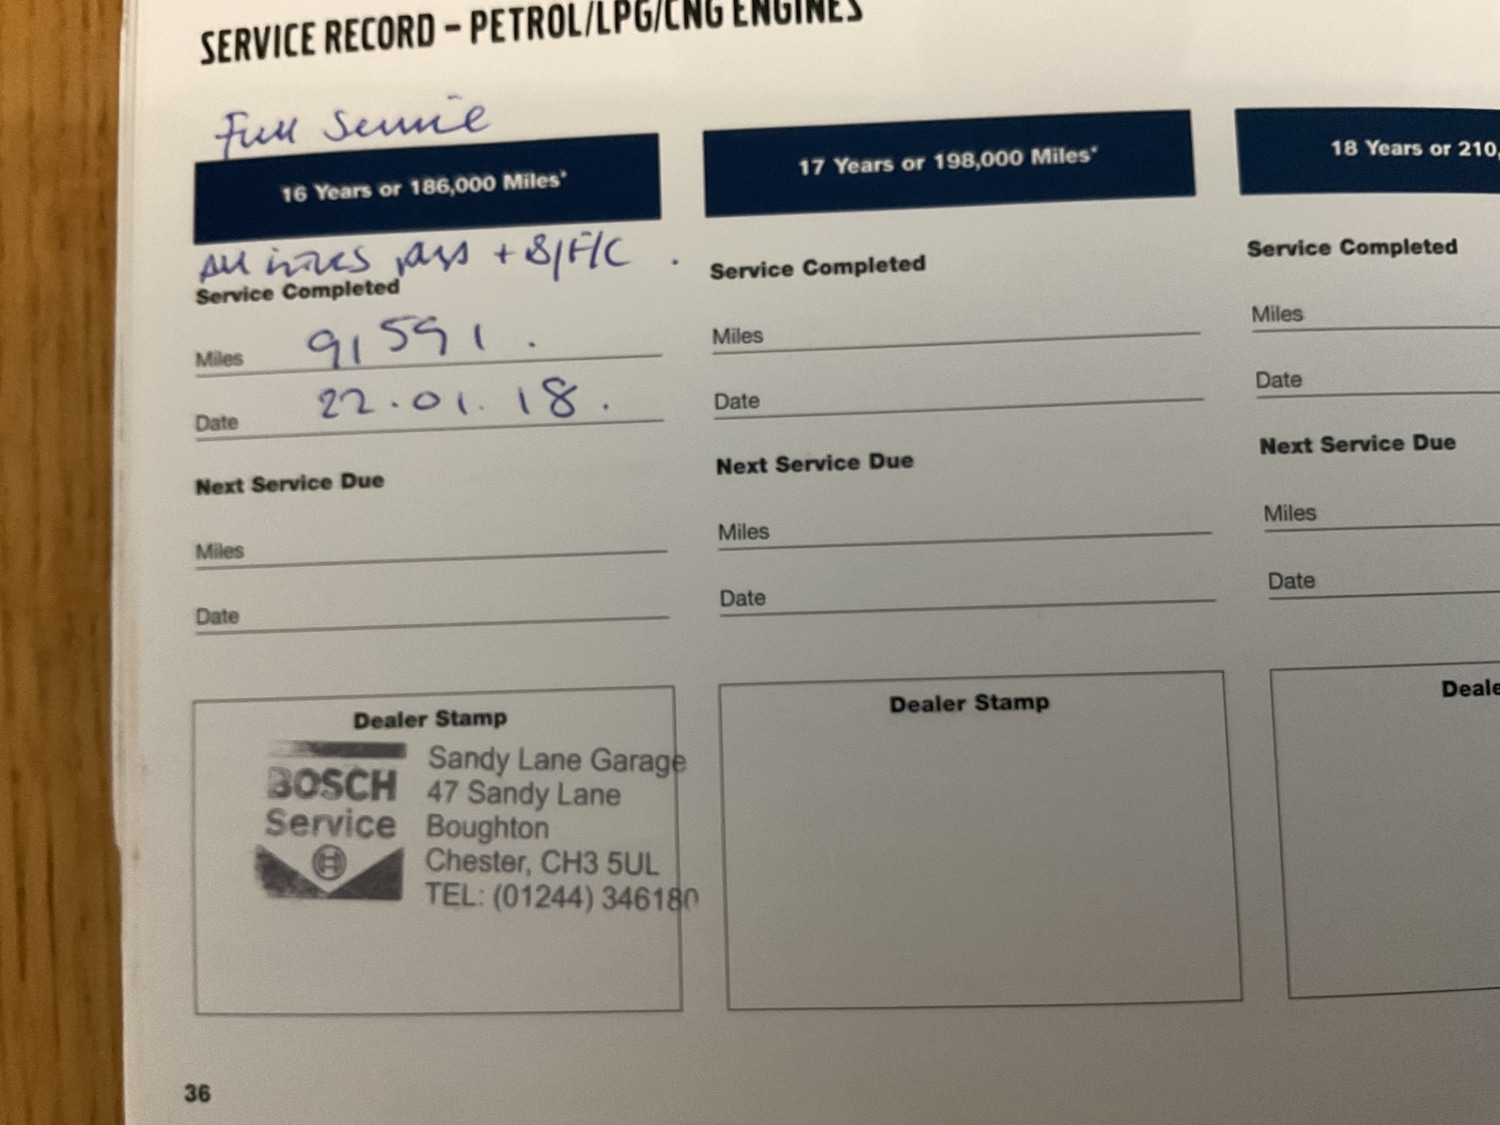 SERVICE RECORD – PETROL/LPG/CNG ENGINES
Full Service
16 Years or 186,000 Miles*
All + B/F/C .
Service Completed
Miles 91591 .
Date 22.01.18 .
Next Service Due
Miles
Date
Dealer Stamp
BOSCH
Service
Sandy Lane Garage
47 Sandy Lane
Boughton
Chester, CH3 5UL
TEL: (01244) 346180
17 Years or 198,000 Miles*
Service Completed
Miles
Date
Next Service Due
Miles
Date
Dealer Stamp
18 Years or 210,
Service Completed
Miles
Date
Next Service Due
Miles
Date
Deale
36